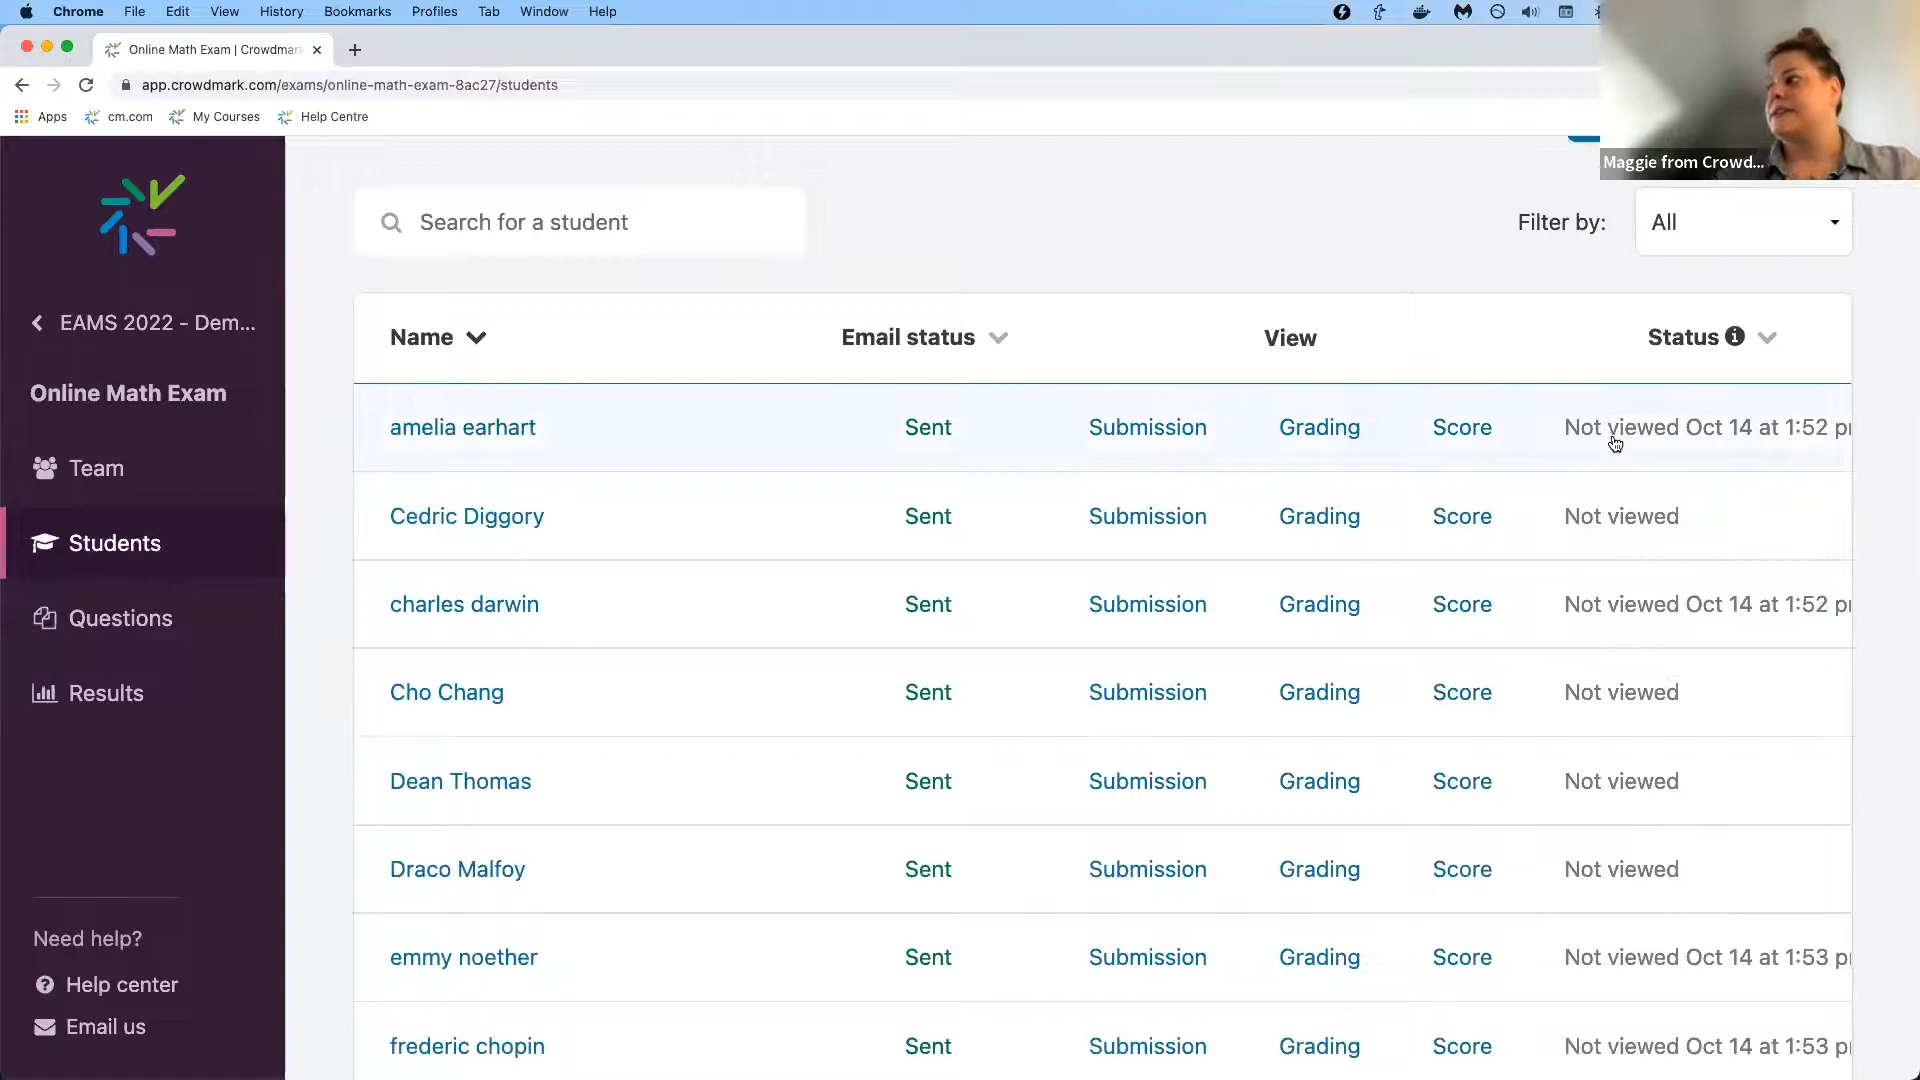 Chrome File Edit View History Bookmarks Profiles Tab Window Help
Online Math Exam | Crowdmar
app.crowdmark.com/exams/online-math-exam-8ac27/students
Apps cm.com My Courses Help Centre
Maggie from Crowd...
Search for a student
Filter by: All
EAMS 2022 - Dem...
Online Math Exam
Team
Students
Questions
Results
Need help?
Help center
Email us
Name Email status View Status
amelia earhart Sent Submission Grading Score Not viewed Oct 14 at 1:52 p
Cedric Diggory Sent Submission Grading Score Not viewed
charles darwin Sent Submission Grading Score Not viewed Oct 14 at 1:52 p
Cho Chang Sent Submission Grading Score Not viewed
Dean Thomas Sent Submission Grading Score Not viewed
Draco Malfoy Sent Submission Grading Score Not viewed
emmy noether Sent Submission Grading Score Not viewed Oct 14 at 1:53 p
frederic chopin Sent Submission Grading Score Not viewed Oct 14 at 1:53 p